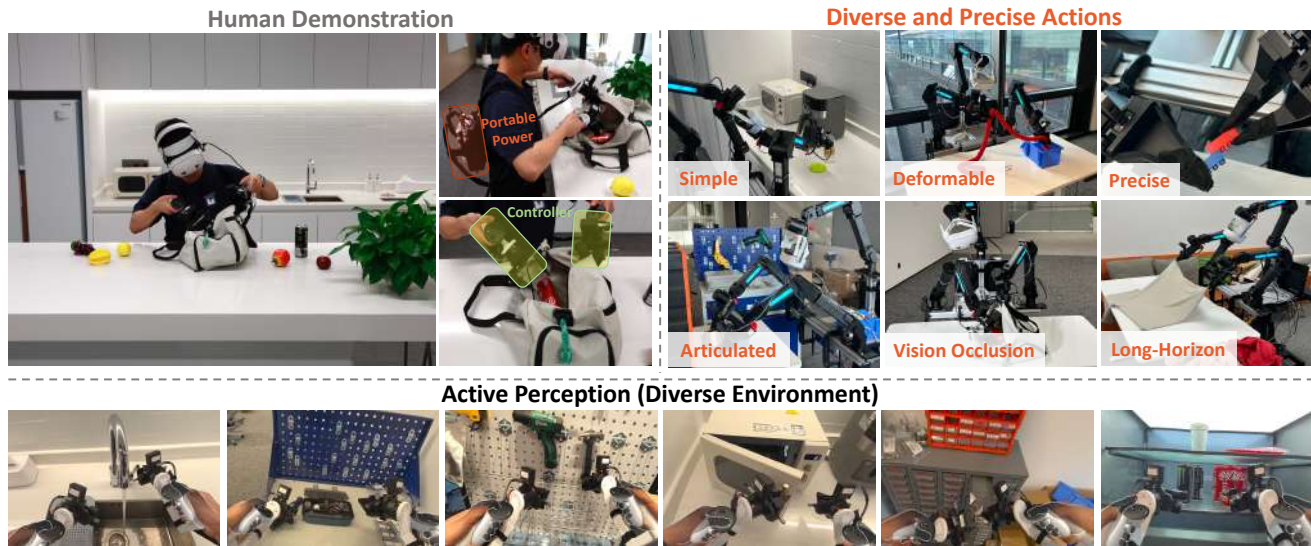 Human Demonstration
Diverse and Precise Actions
Portable
Power
Controller
Simple
Deformable
Precise
Articulated
Vision Occlusion
Long-Horizon
Active Perception (Diverse Environment)